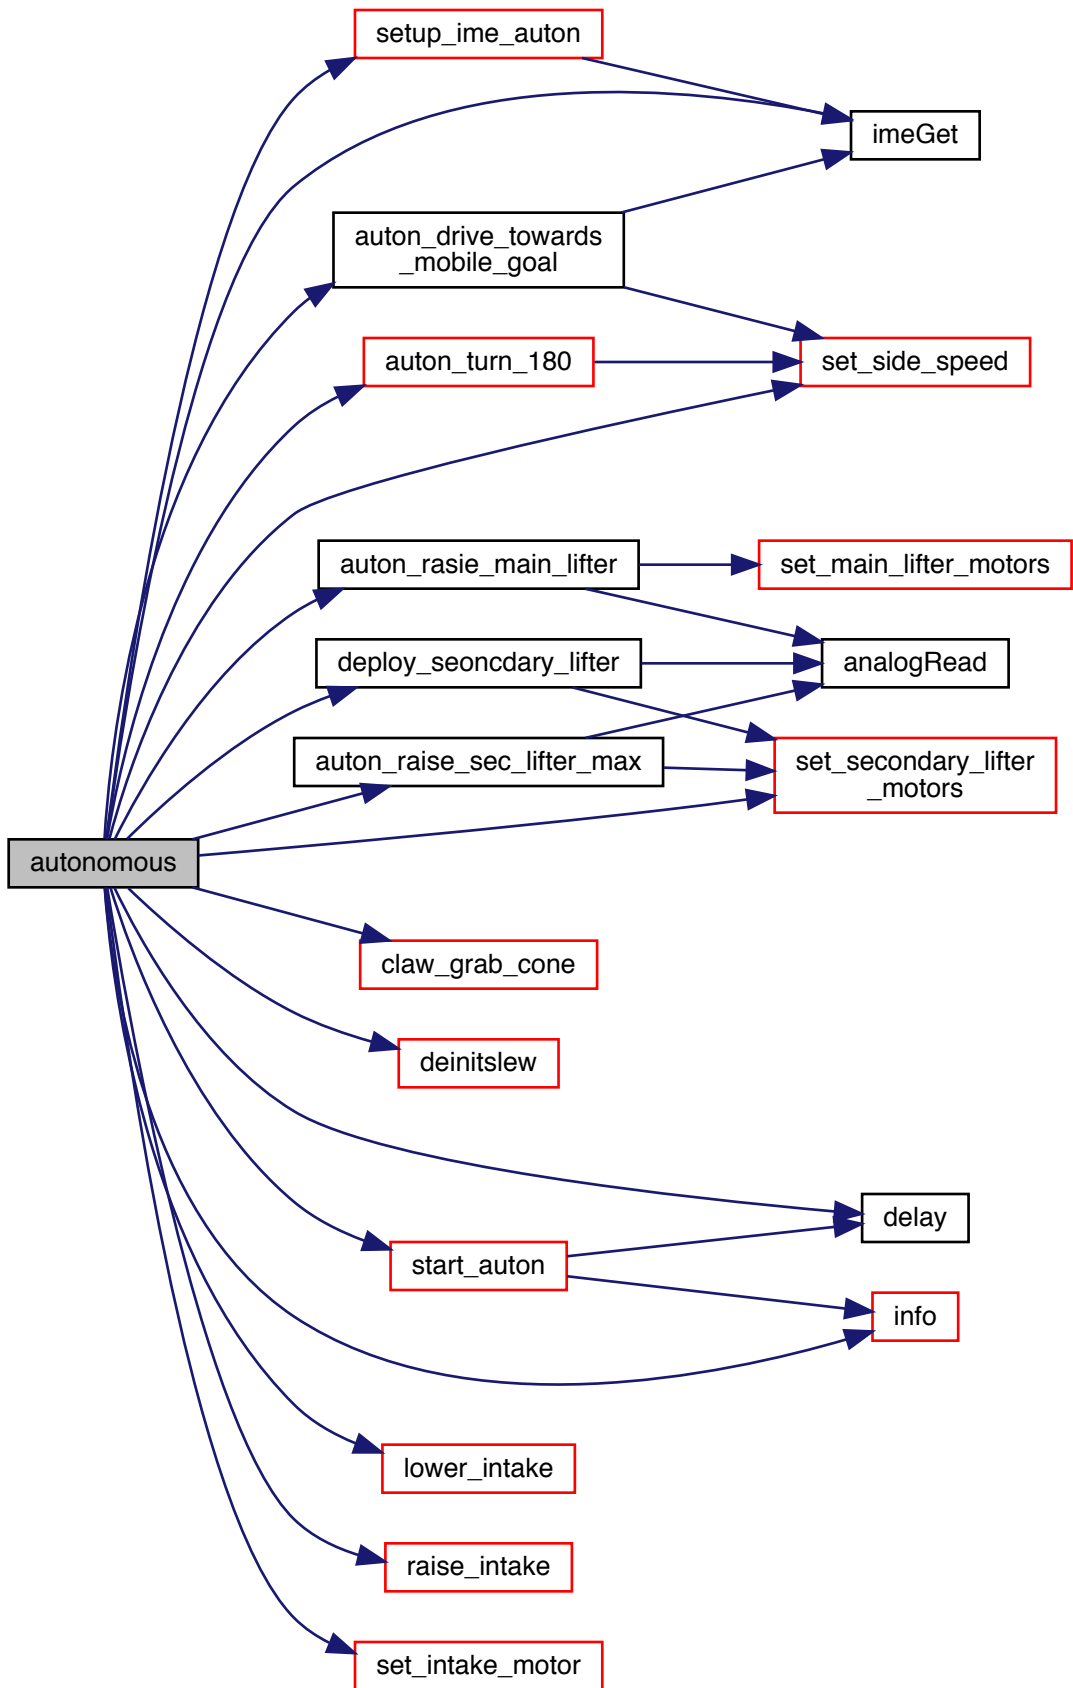 setup_ime_auton
imeGet
auton_drive_towards
_mobile_goal
auton_turn_180
set_side_speed
auton_rasie_main_lifter
set_main_lifter_motors
deploy_seoncdary_lifter
analogRead
auton_raise_sec_lifter_max
set_secondary_lifter
_motors
autonomous
claw_grab_cone
deinitslew
delay
start_auton
info
lower_intake
raise_intake
set_intake_motor